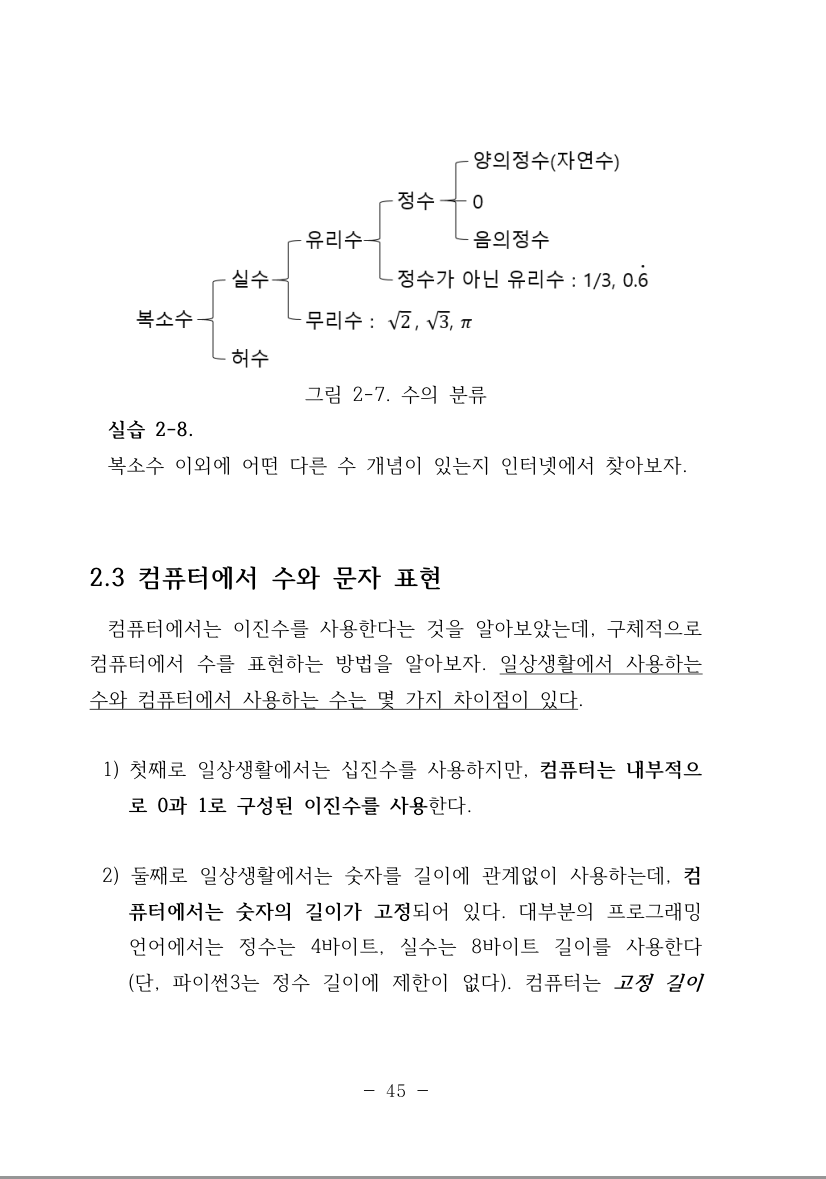 양의정수(자연수)
정수
0
유리수
음의정수
실수
정수가 아닌 유리수 : 1/3, 0.6̇
복소수
무리수 : √2, √3, π
허수
그림 2-7. 수의 분류
실습 2-8.
복소수 이외에 어떤 다른 수 개념이 있는지 인터넷에서 찾아보자.
2.3 컴퓨터에서 수와 문자 표현
컴퓨터에서는 이진수를 사용한다는 것을 알아보았는데, 구체적으로
컴퓨터에서 수를 표현하는 방법을 알아보자. 일상생활에서 사용하는
수와 컴퓨터에서 사용하는 수는 몇 가지 차이점이 있다.
1) 첫째로 일상생활에서는 십진수를 사용하지만, 컴퓨터는 내부적으
로 0과 1로 구성된 이진수를 사용한다.
2) 둘째로 일상생활에서는 숫자를 길이에 관계없이 사용하는데, 컴
퓨터에서는 숫자의 길이가 고정되어 있다. 대부분의 프로그래밍
언어에서는 정수는 4바이트, 실수는 8바이트 길이를 사용한다
(단, 파이썬3는 정수 길이에 제한이 없다). 컴퓨터는 고정 길이
- 45 -